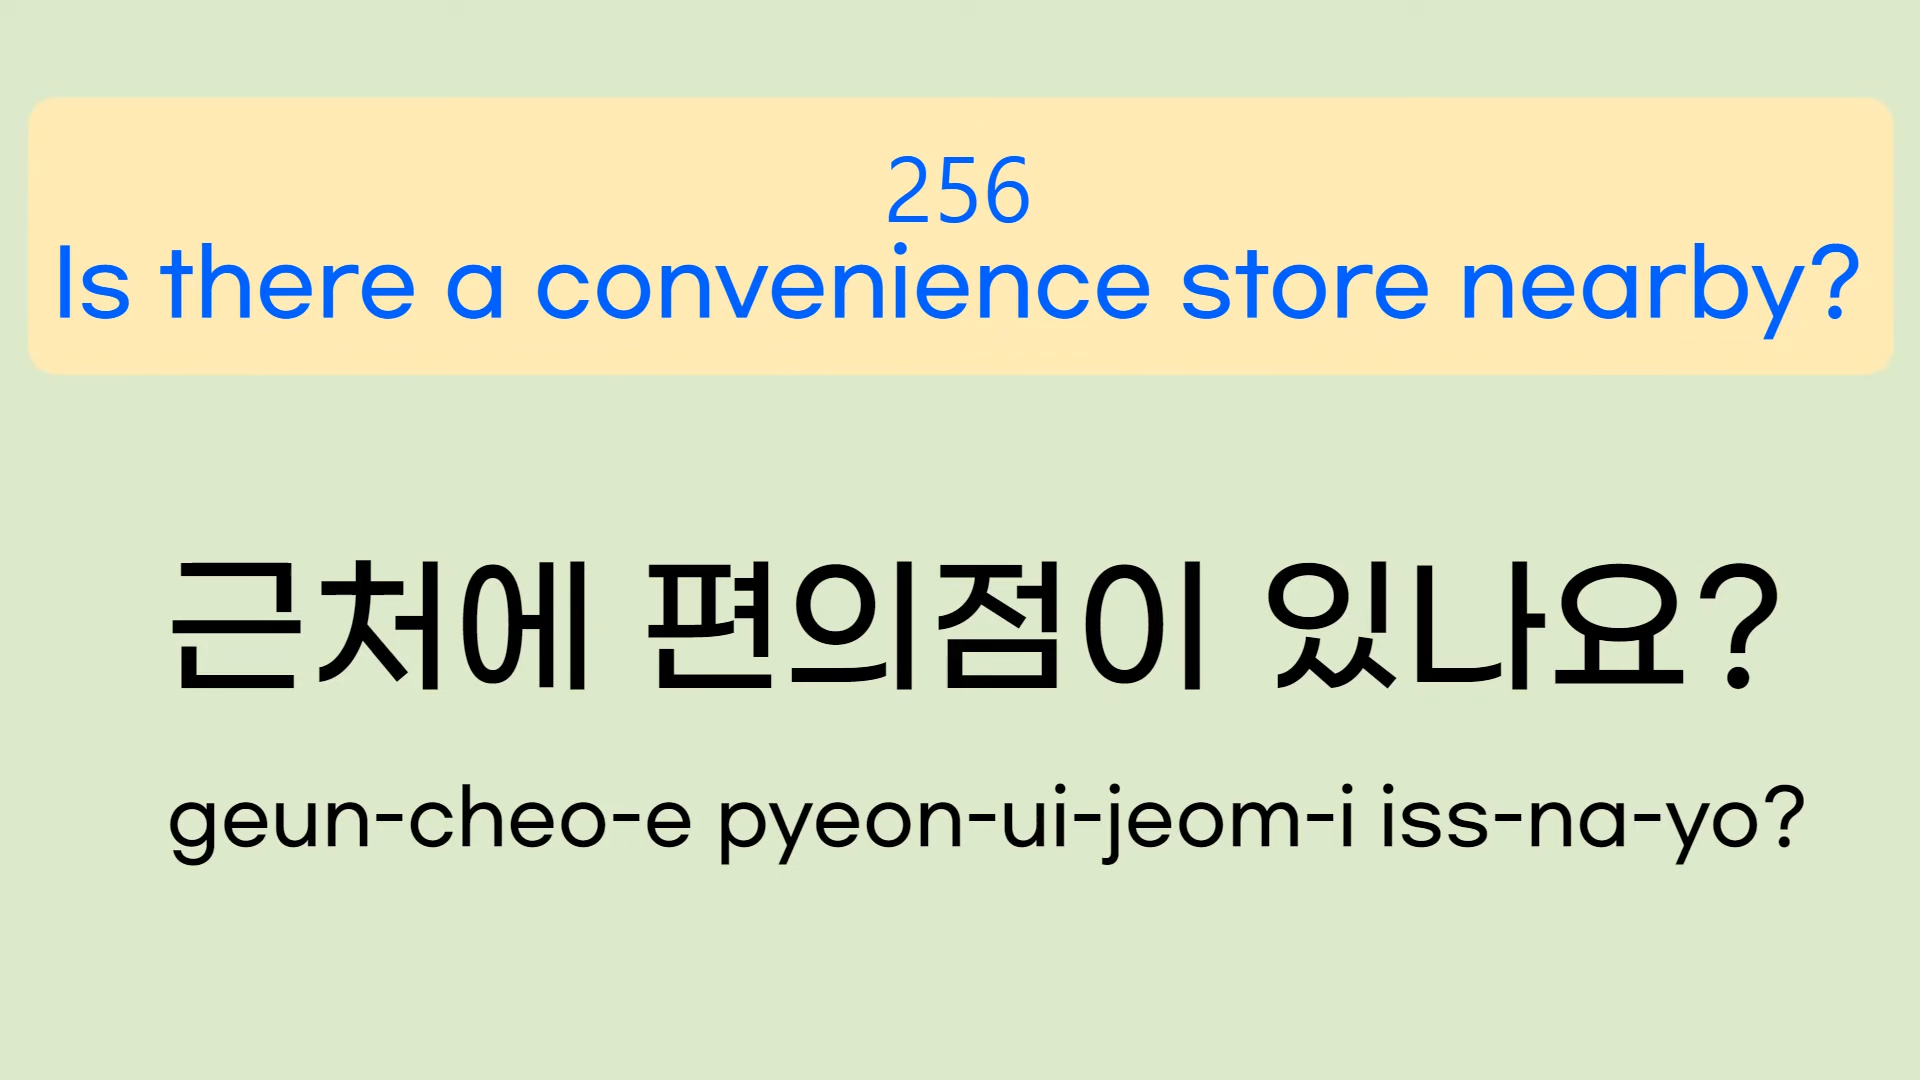 256
Is there a convenience store nearby?
근처에 편의점이 있나요?
geun-cheo-e pyeon-ui-jeom-i iss-na-yo?